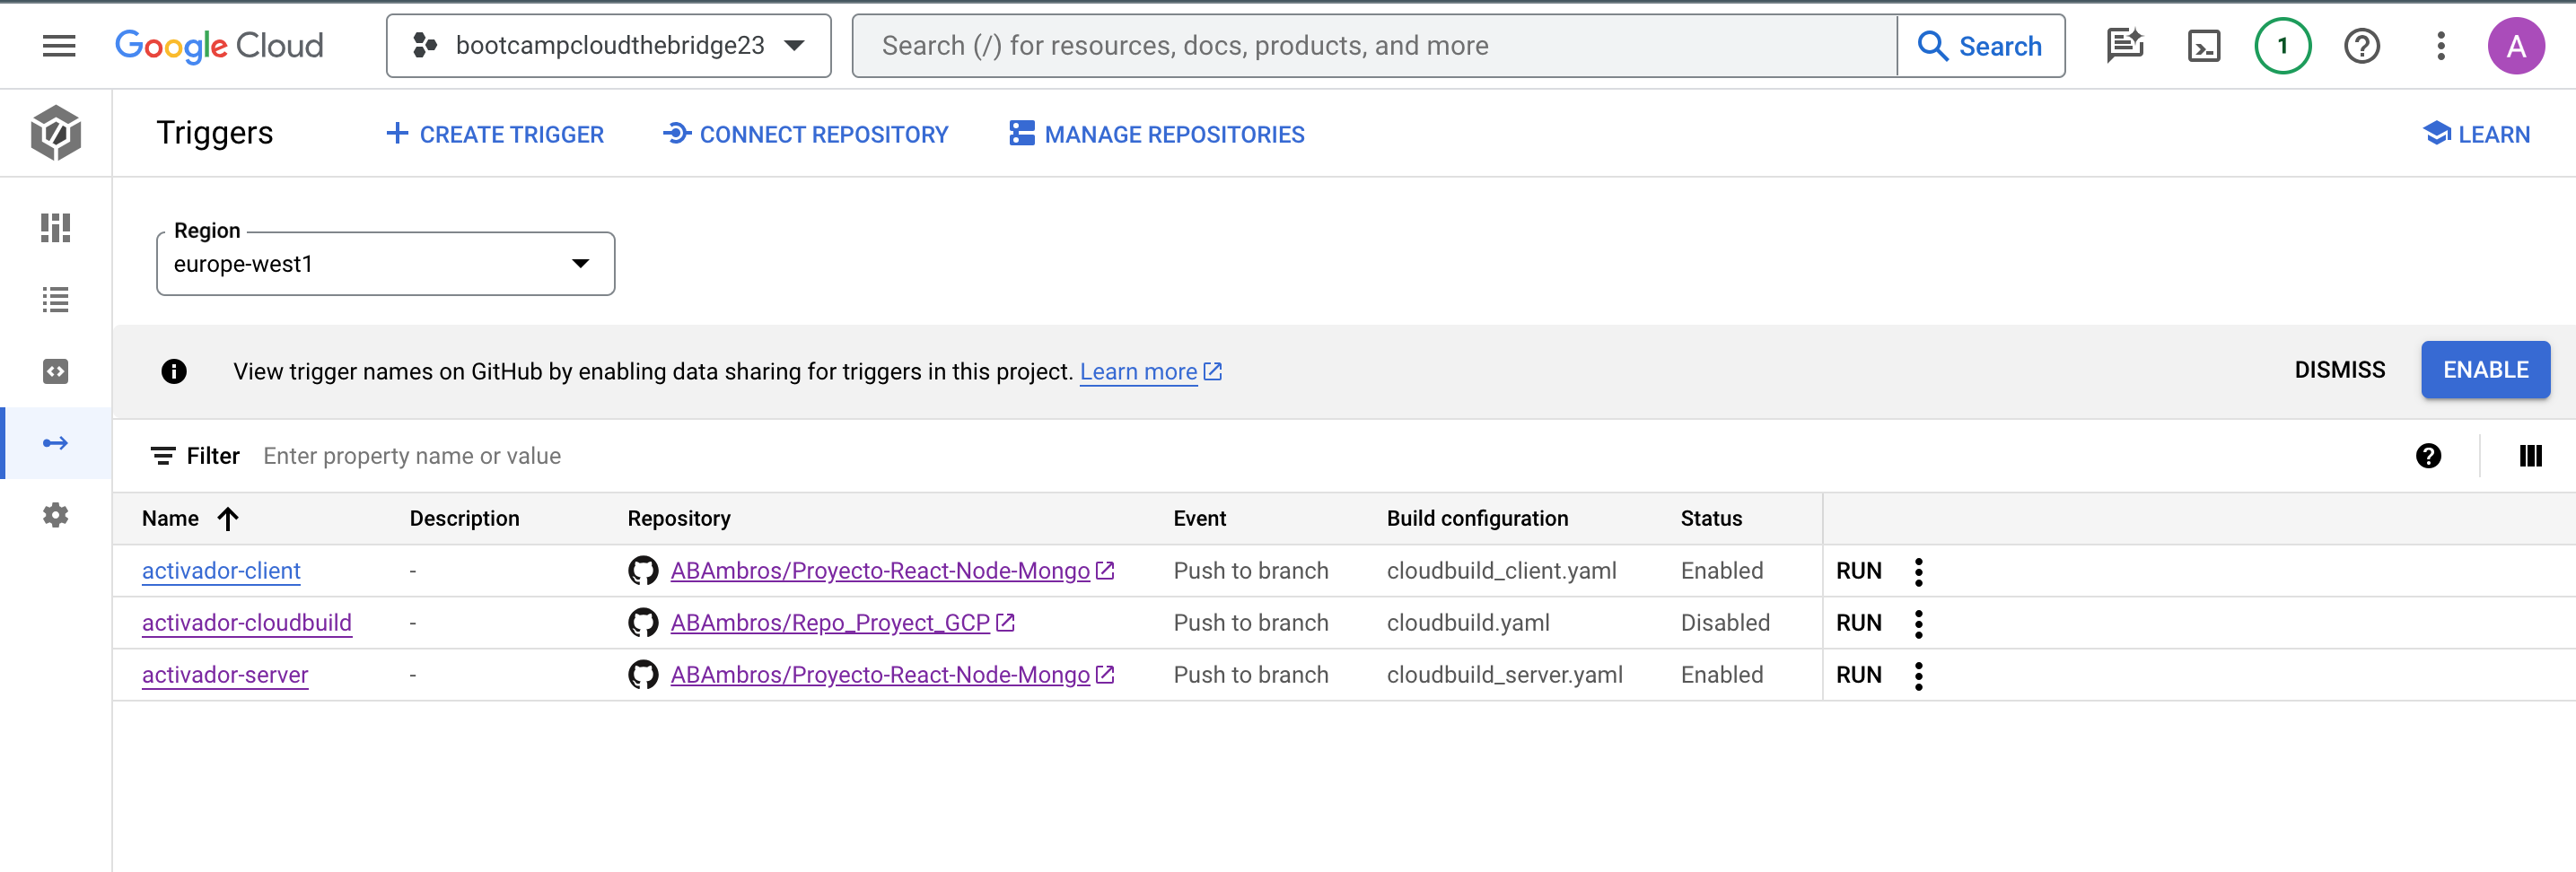 Google Cloud bootcampcloudthebridge23 Search (/) for resources, docs, products, and more Search 1 A
Triggers CREATE TRIGGER CONNECT REPOSITORY MANAGE REPOSITORIES LEARN
Region
europe-west1
View trigger names on GitHub by enabling data sharing for triggers in this project. Learn more DISMISS ENABLE
Filter Enter property name or value
Name Description Repository Event Build configuration Status
activador-client - ABAmbros/Proyecto-React-Node-Mongo Push to branch cloudbuild_client.yaml Enabled RUN
activador-cloudbuild - ABAmbros/Repo_Proyect_GCP Push to branch cloudbuild.yaml Disabled RUN
activador-server - ABAmbros/Proyecto-React-Node-Mongo Push to branch cloudbuild_server.yaml Enabled RUN